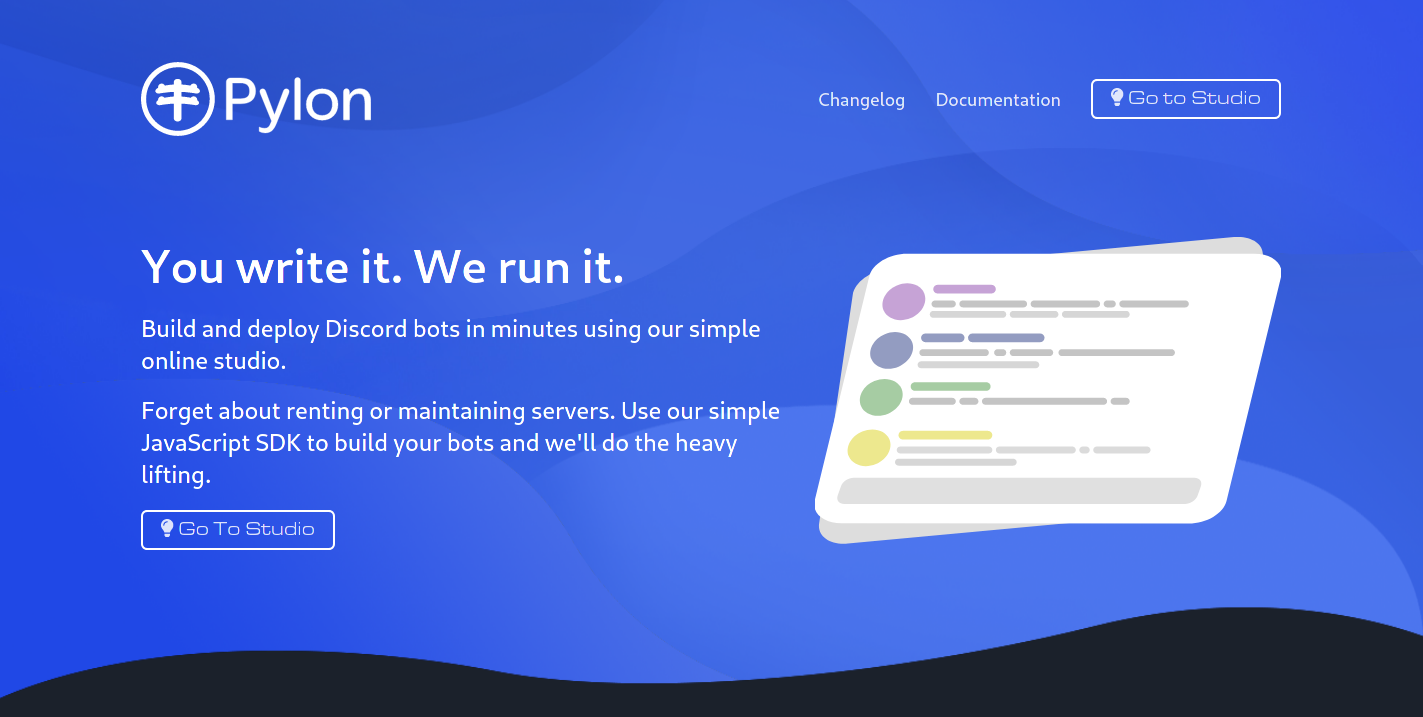 Pylon
Changelog
Documentation
Go to Studio
You write it. We run it.
Build and deploy Discord bots in minutes using our simple
online studio.
Forget about renting or maintaining servers. Use our simple
JavaScript SDK to build your bots and we'll do the heavy
lifting.
Go To Studio